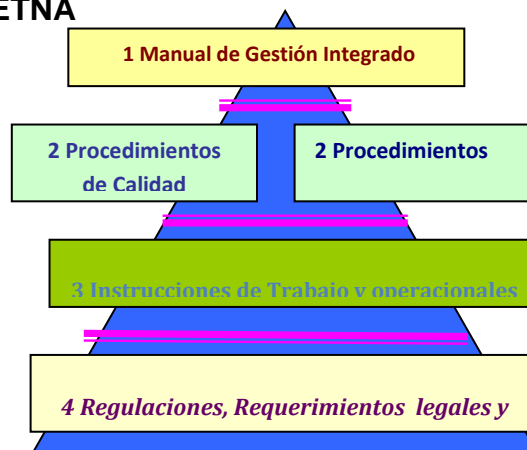 ETNA
1 Manual de Gestión Integrado
2 Procedimientos
de Calidad
2 Procedimientos
3 Instrucciones de Trabajo y operacionales
4 Regulaciones, Requerimientos legales y